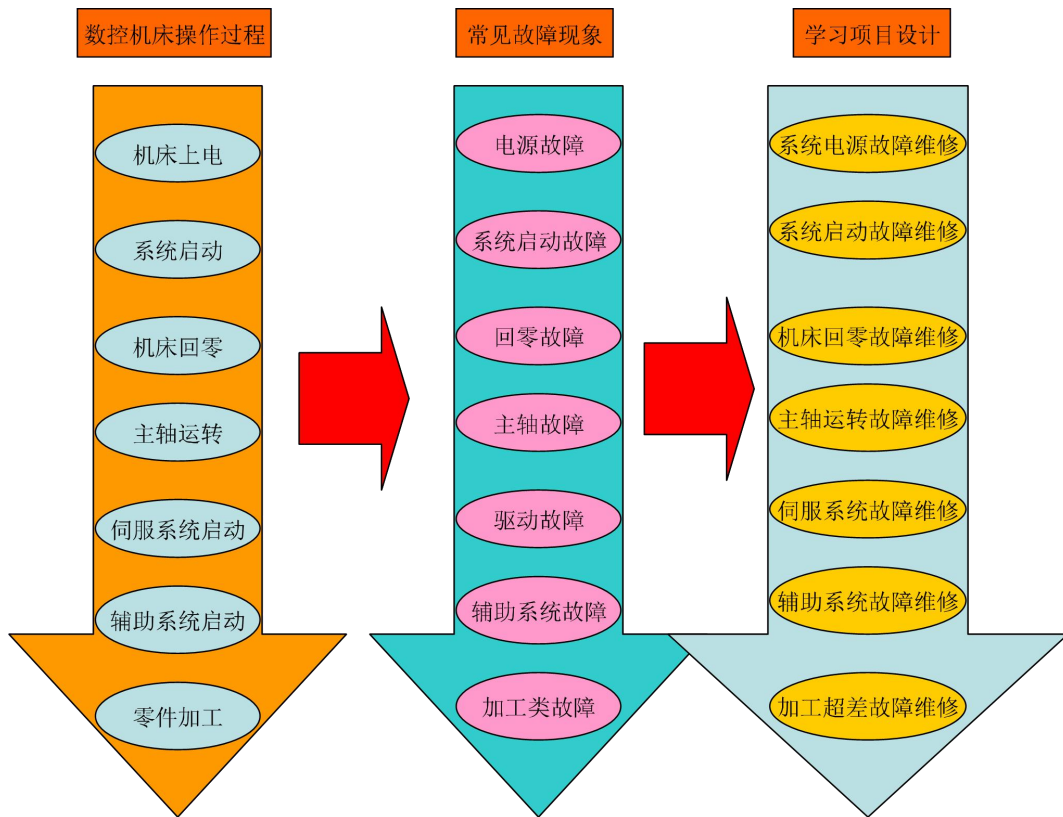 数控机床操作过程
常见故障现象
学习项目设计
机床上电
系统启动
机床回零
主轴运转
伺服系统启动
辅助系统启动
零件加工
电源故障
系统启动故障
回零故障
主轴故障
驱动故障
辅助系统故障
加工类故障
系统电源故障维修
系统启动故障维修
机床回零故障维修
主轴运转故障维修
伺服系统故障维修
辅助系统故障维修
加工超差故障维修